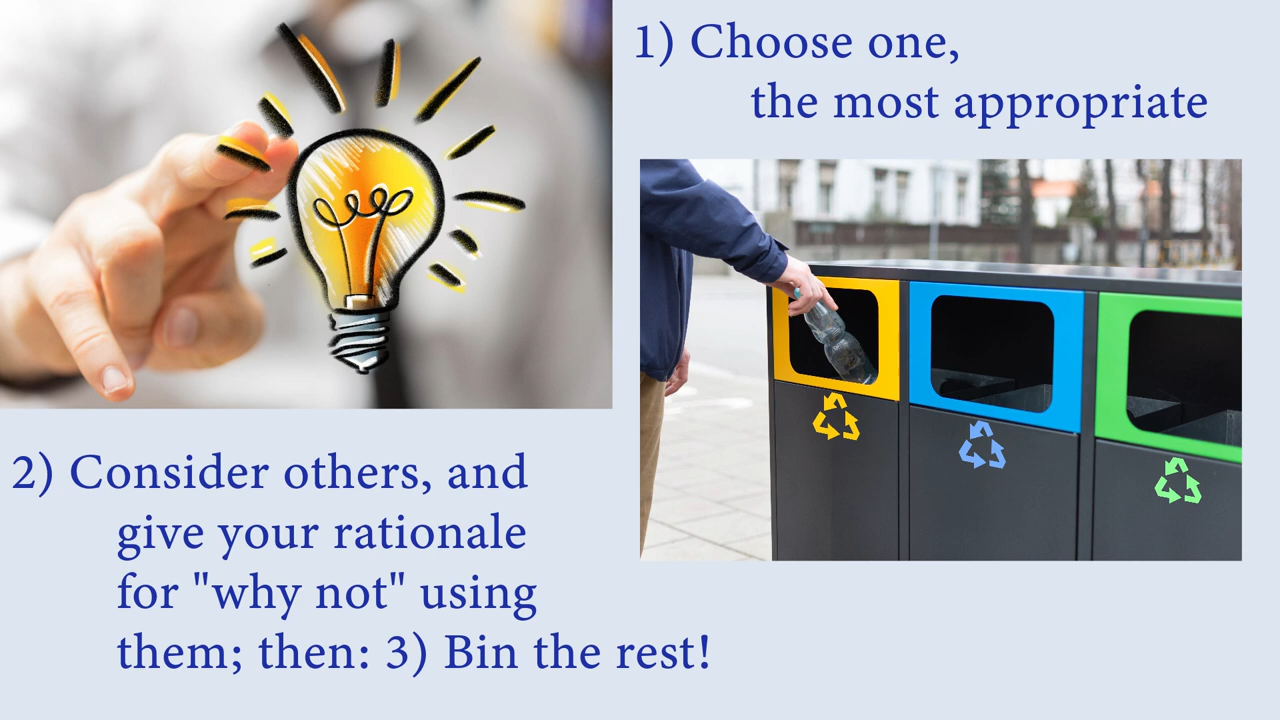 1) Choose one,
the most appropriate
2) Consider others, and
give your rationale
for "why not" using
them; then: 3) Bin the rest!